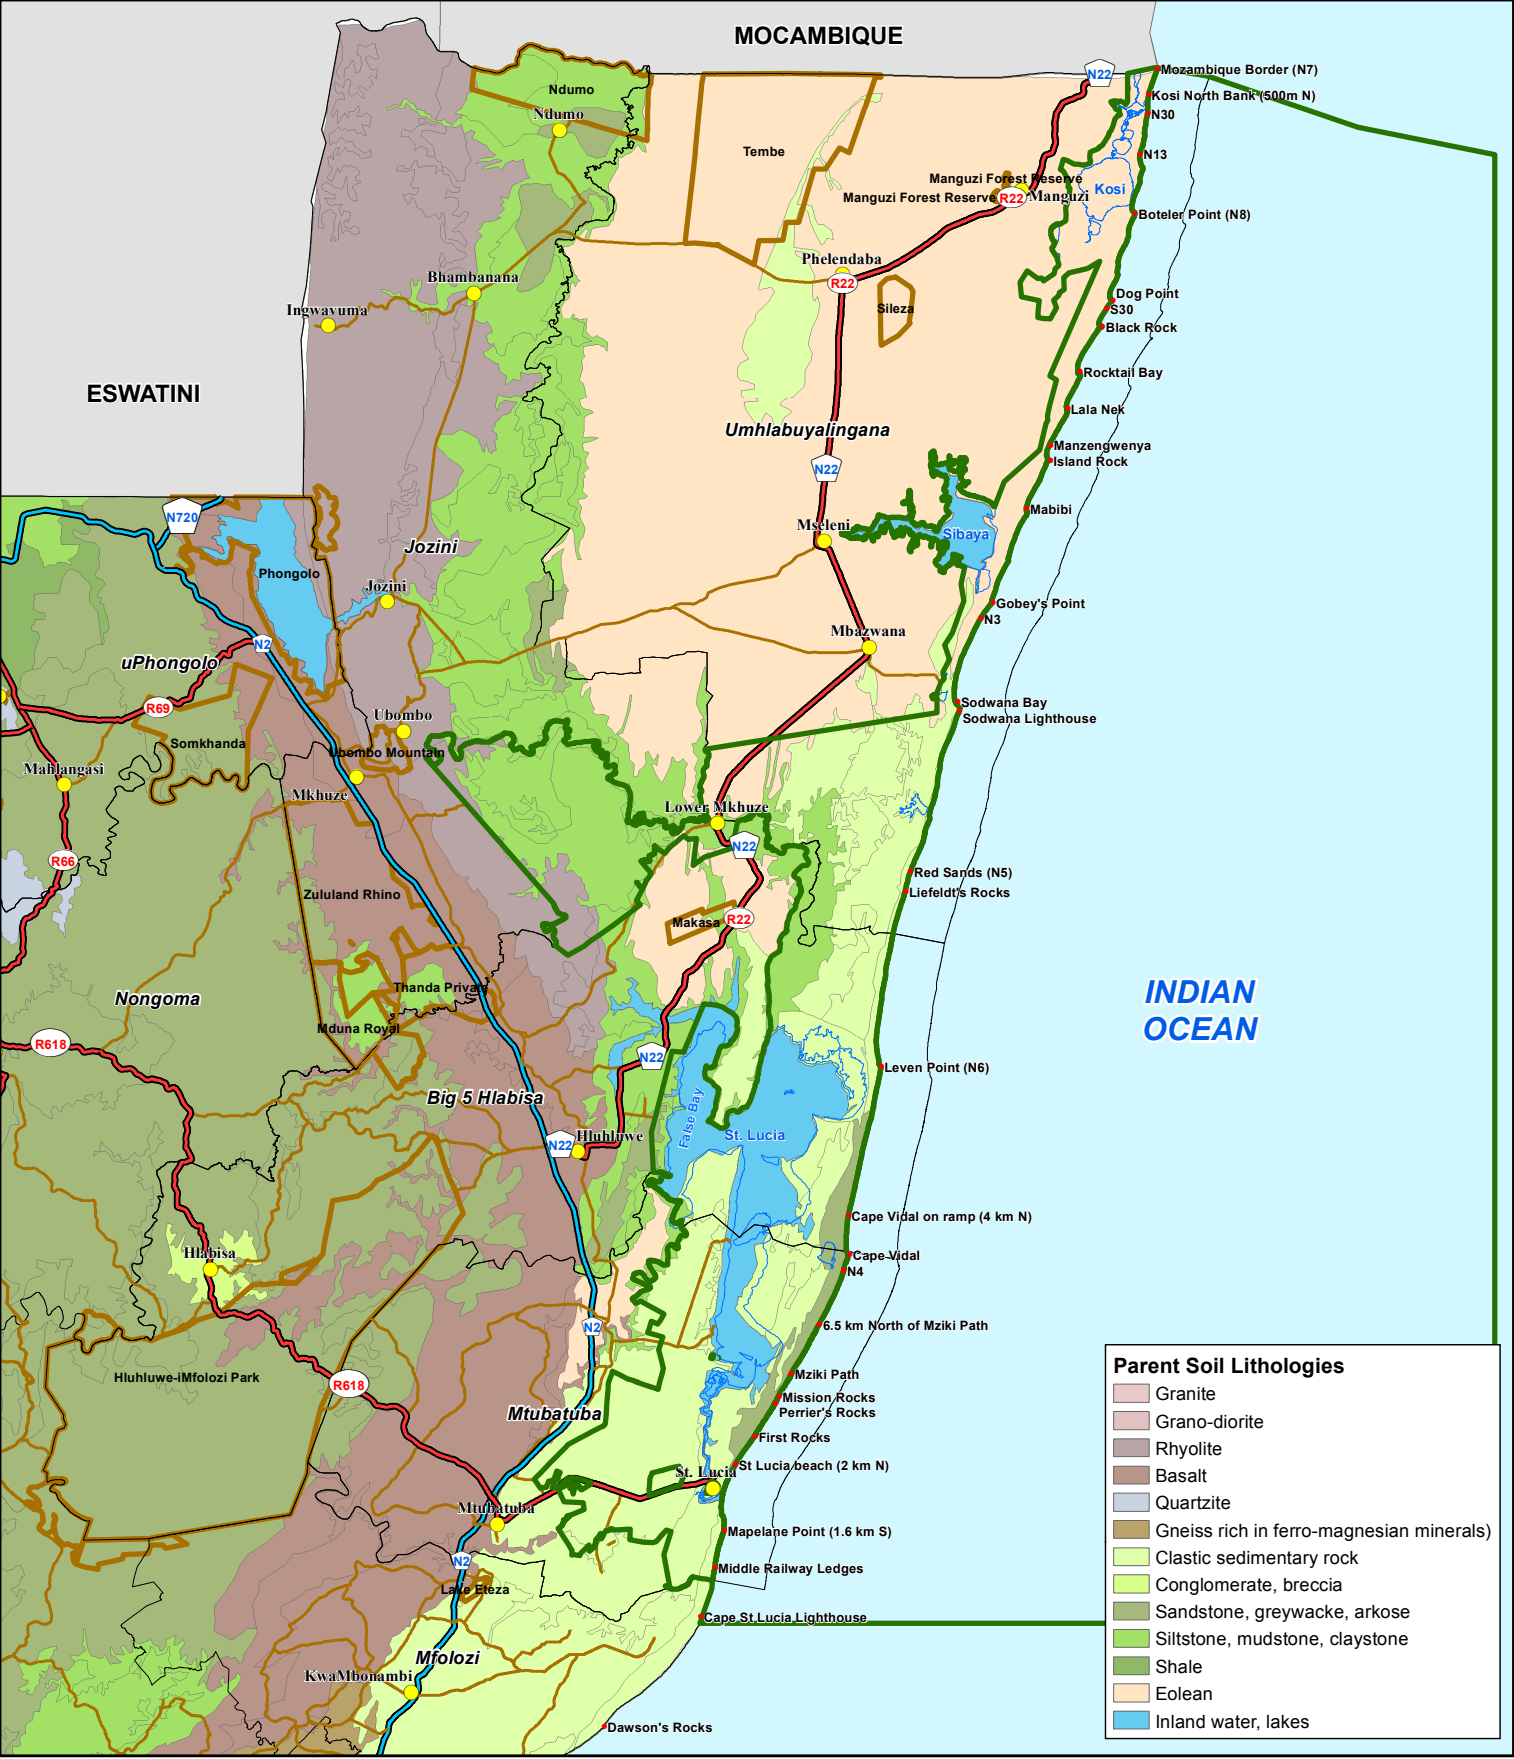 MOCAMBIQUE
N22
Mozambique Border (N7)
Ndumo
Kosi North Bank (500m N)
Ndumo
N30
Tembe
N13
Manguzi Forest Reserve
Kosi
Manguzi Forest Reserve
R22
Manguzi
Boteler Point (N8)
Phelendaba
R22
Bhambanana
Dog Point
Ingwavuma
Sileza
S30
Black Rock
Rocktail Bay
ESWATINI
Lala Nek
Umhlabuyalingana
Manzengwenya
Island Rock
N22
N720
Mabibi
Mseleni
Sibaya
Jozini
Phongolo
Jozini
Gobey's Point
N3
Mbazwana
N2
uPhongolo
R69
Sodwana Bay
Ubombo
Sodwana Lighthouse
Somkhanda
Ubombo Mountain
Mahlangasi
Mkhuze
Lower Mkhuze
N22
R66
Red Sands (N5)
Zululand Rhino
Liefeldt's Rocks
Makasa
R22
Thanda Private
INDIAN
OCEAN
Nongoma
Mduna Royal
R618
N22
Leven Point (N6)
Big 5 Hlabisa
False Bay
St. Lucia
Hluhluwe
N22
Cape Vidal on ramp (4 km N)
Hlabisa
Cape Vidal
N4
N2
6.5 km North of Mziki Path
Hluhluwe-iMfolozi Park
R618
Mziki Path
Mission Rocks
Mtubatuba
Perrier's Rocks
First Rocks
St. Lucia
St Lucia beach (2 km N)
Mtubatuba
Mapelane Point (1.6 km S)
N2
Middle Railway Ledges
Lake Eteza
Cape St Lucia Lighthouse
Mfolozi
KwaMbonambi
Dawson's Rocks
Parent Soil Lithologies
Granite
Grano-diorite
Rhyolite
Basalt
Quartzite
Gneiss rich in ferro-magnesian minerals)
Clastic sedimentary rock
Conglomerate, breccia
Sandstone, greywacke, arkose
Siltstone, mudstone, claystone
Shale
Eolean
Inland water, lakes